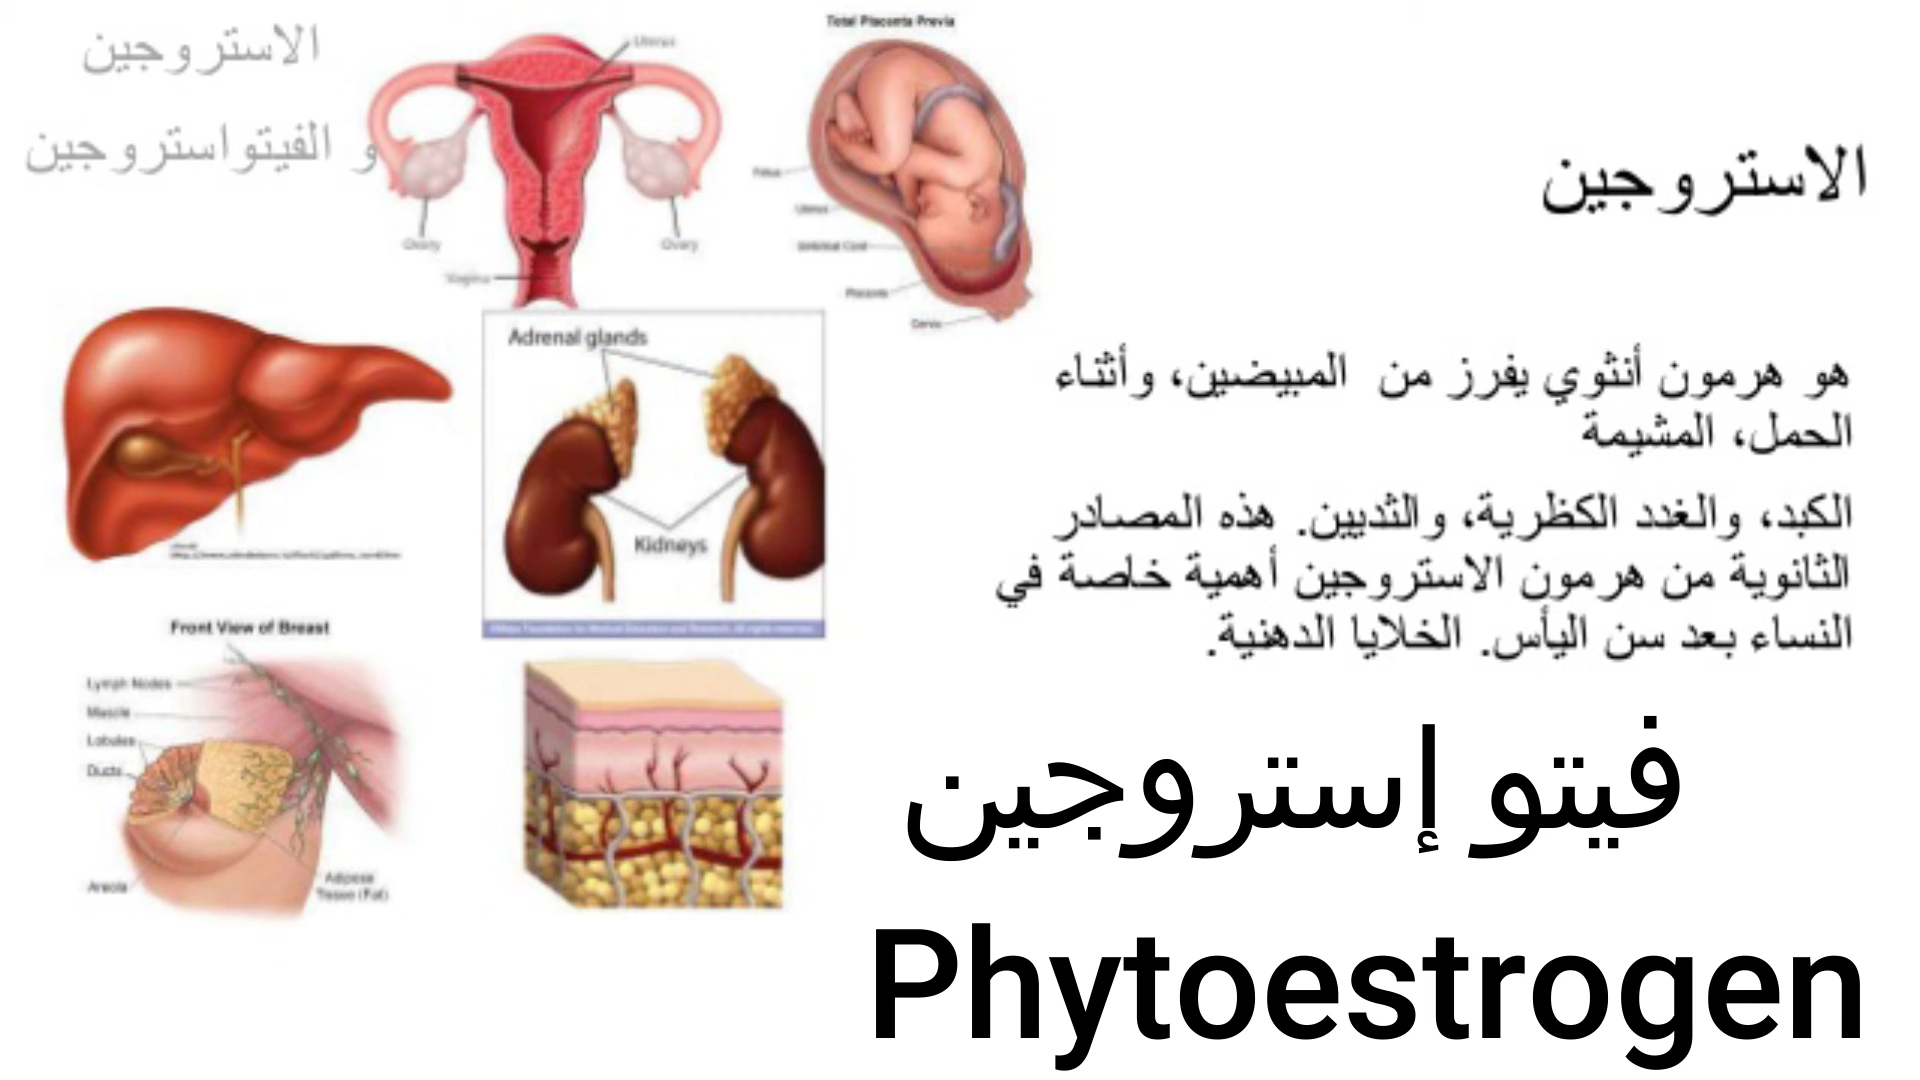 الاستروجين
و الفيتواستروجين
Uterus
Ovary
Ovary
Vagina
Total Placenta Previa
Fetus
Uterus
Umbilical Cord
Placenta
Cervix
الاستروجين
هو هرمون أنثوي يفرز من المبيضين، وأثناء
الحمل، المشيمة
الكبد، والغدد الكظرية، والثديين. هذه المصادر
الثانوية من هرمون الاستروجين أهمية خاصة في
النساء بعد سن اليأس. الخلايا الدهنية.
Adrenal glands
Kidneys
Front View of Breast
Lymph Nodes
Muscle
Lobules
Ducts
Areola
Adipose
Tissue (Fat)
فيتو إستروجين
Phytoestrogen